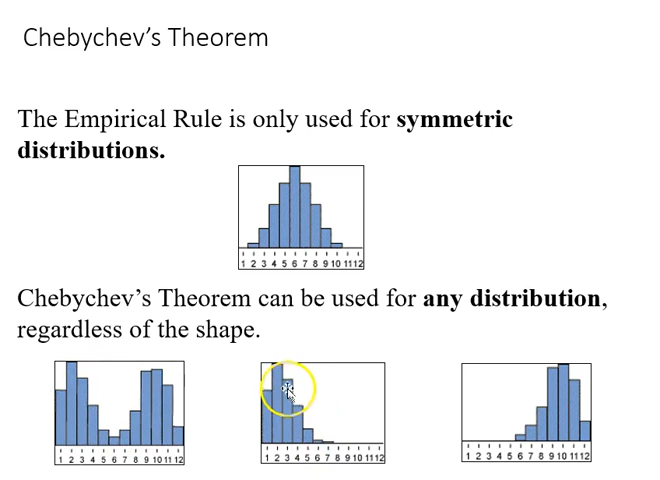 Chebychev’s Theorem
The Empirical Rule is only used for symmetric
distributions.
1 2 3 4 5 6 7 8 9 10 11 12
Chebychev’s Theorem can be used for any distribution,
regardless of the shape.
1 2 3 4 5 6 7 8 9 10 11 12
1 2 3 4 5 6 7 8 9 10 11 12
1 2 3 4 5 6 7 8 9 10 11 12